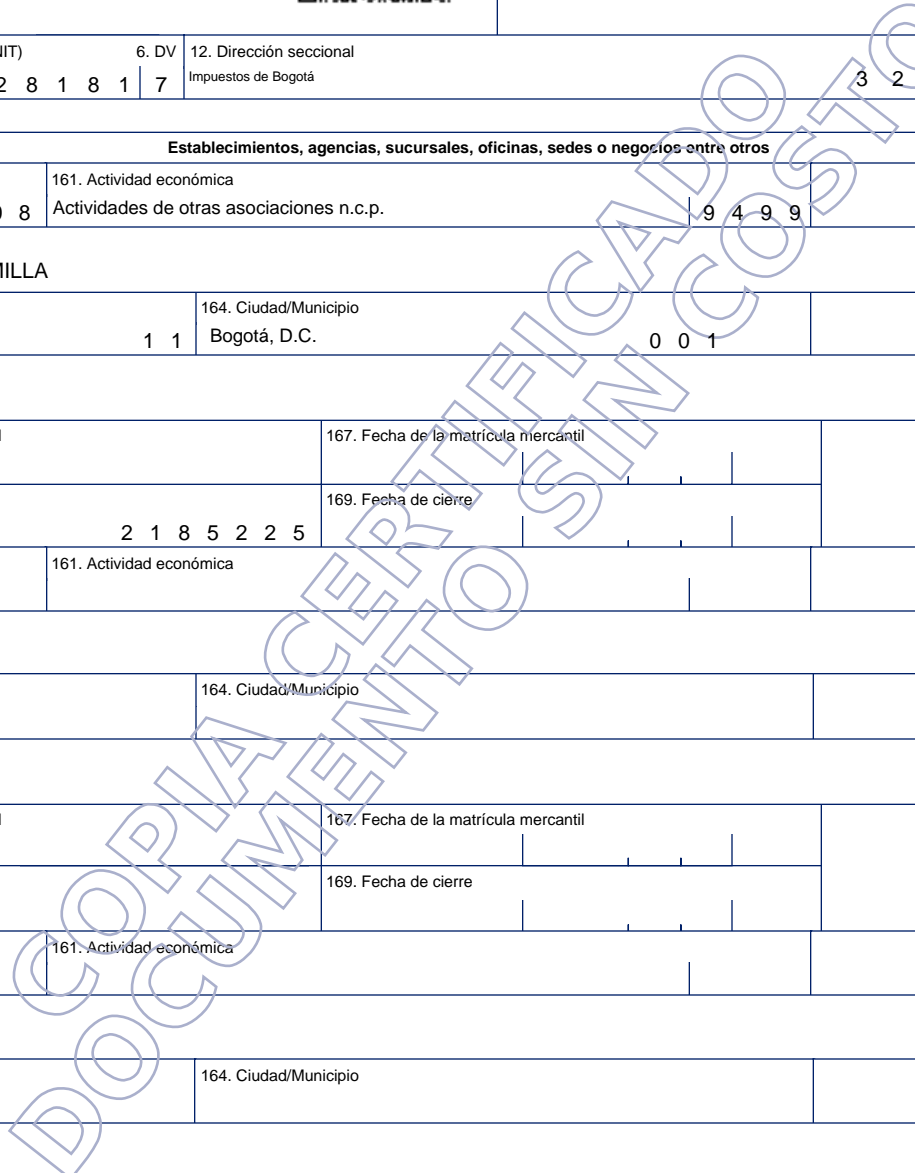 NIT) 6. DV 12. Dirección seccional
2 8 1 8 1 7 Impuestos de Bogotá 3 2
Establecimientos, agencias, sucursales, oficinas, sedes o negocios entre otros
161. Actividad económica
8 Actividades de otras asociaciones n.c.p. 9 4 9 9
MILLA
164. Ciudad/Municipio
1 1 Bogotá, D.C. 0 0 1
167. Fecha de la matrícula mercantil
169. Fecha de cierre
2 1 8 5 2 2 5
161. Actividad económica
164. Ciudad/Municipio
167. Fecha de la matrícula mercantil
169. Fecha de cierre
161. Actividad económica
164. Ciudad/Municipio
COPIA CERTIFICADO
DOCUMENTO SIN COSTO